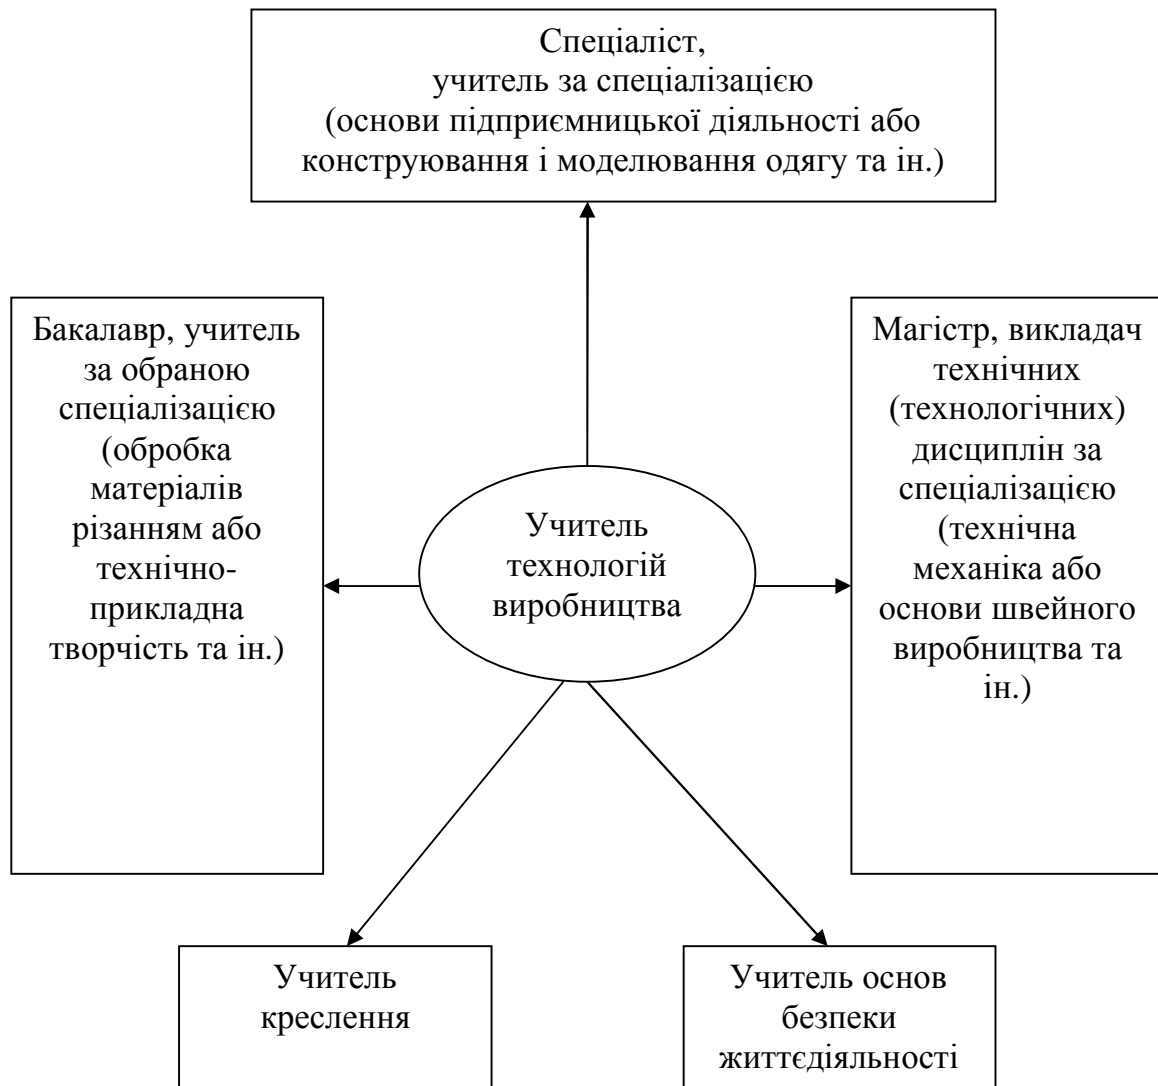 Спеціаліст,
учитель за спеціалізацією
(основи підприємницької діяльності або
конструювання і моделювання одягу та ін.)
Бакалавр, учитель
за обраною
спеціалізацією
(обробка
матеріалів
різанням або
технічно-
прикладна
творчість та ін.)
Учитель
технологій
виробництва
Магістр, викладач
технічних
(технологічних)
дисциплін за
спеціалізацією
(технічна
механіка або
основи швейного
виробництва та
ін.)
Учитель
креслення
Учитель основ
безпеки
життєдіяльності